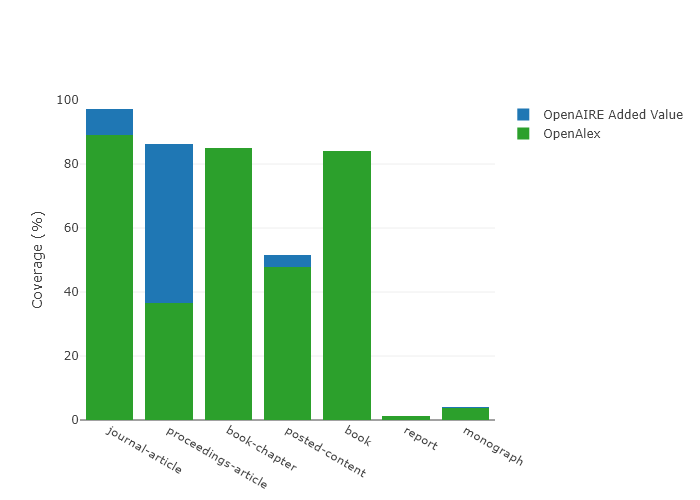 100
80
60
40
20
0
Coverage (%)
journal-article
proceedings-article
book-chapter
posted-content
book
report
monograph
OpenAIRE Added Value
OpenAlex